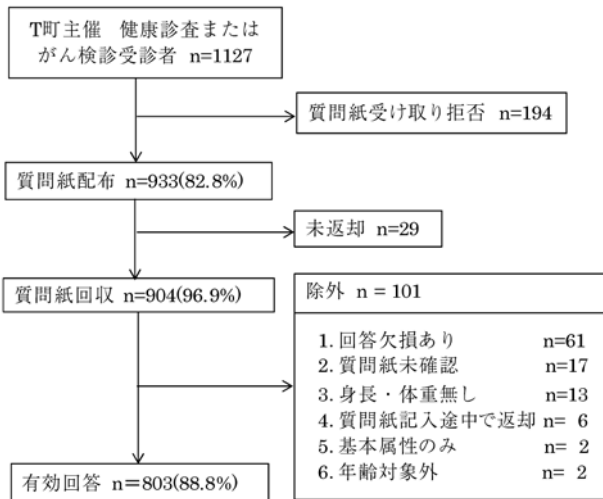 T町主催 健康診査または
がん検診受診者 n=1127
質問紙受け取り拒否 n=194
質問紙配布 n=933(82.8%)
未返却 n=29
質問紙回収 n=904(96.9%)
除外 n = 101
1. 回答欠損あり n=61
2. 質問紙未確認 n=17
3. 身長・体重無し n=13
4. 質問紙記入途中で返却 n= 6
5. 基本属性のみ n= 2
6. 年齢対象外 n= 2
有効回答 n=803(88.8%)